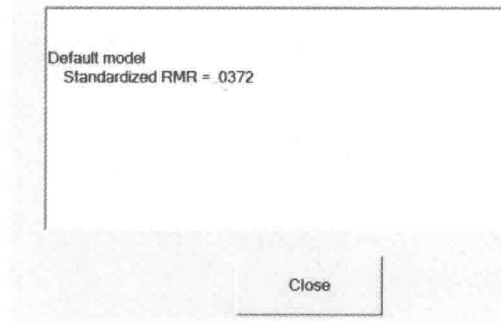 Default model
Standardized RMR = .0372
Close